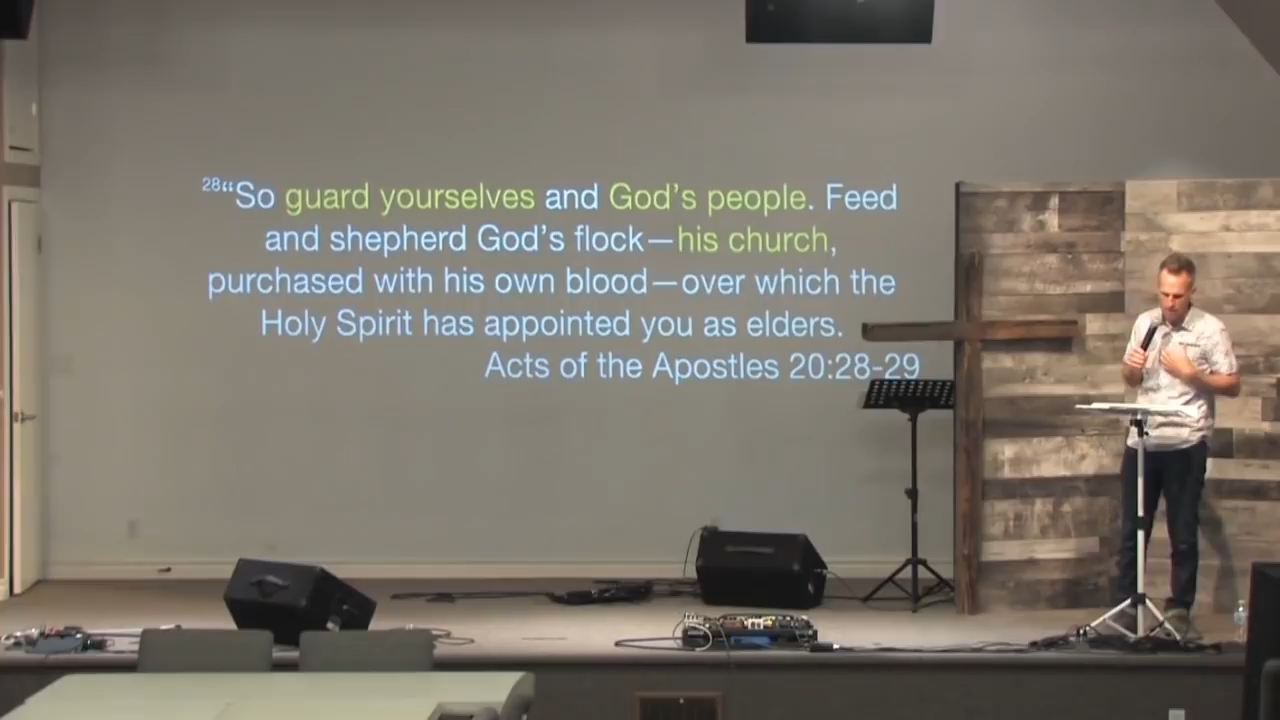 28“So guard yourselves and God’s people. Feed
and shepherd God’s flock—his church,
purchased with his own blood—over which the
Holy Spirit has appointed you as elders.
Acts of the Apostles 20:28-29